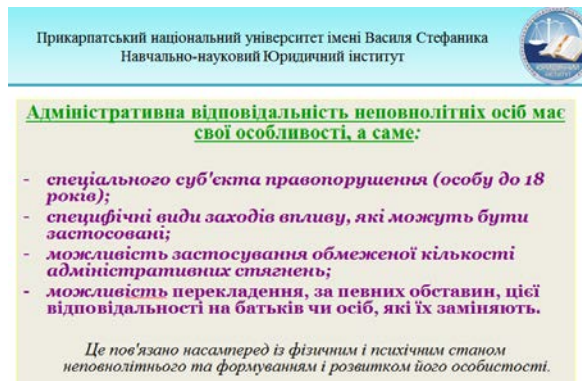 Прикарпатський національний університет імені Василя Стефаника
Навчально-науковий Юридичний інститут
Адміністративна відповідальність неповнолітніх осіб має
свої особливості, а саме:
- спеціального суб'єкта правопорушення (особу до 18
років);
- специфічні види заходів впливу, які можуть бути
застосовані;
- можливість застосування обмеженої кількості
адміністративних стягнень;
- можливість перекладення, за певних обставин, цієї
відповідальності на батьків чи осіб, які їх заміняють.
Це пов'язано насамперед із фізичним і психічним станом
неповнолітнього та формуванням і розвитком його особистості.